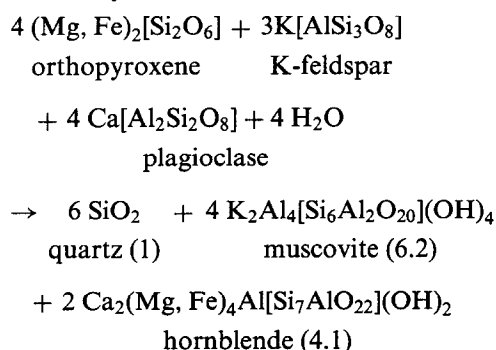 4 (Mg, Fe)₂[Si₂O₆] + 3K[AlSi₃O₈]
orthopyroxene K-feldspar
+ 4 Ca[Al₂Si₂O₈] + 4 H₂O
plagioclase
→ 6 SiO₂ + 4 K₂Al₄[Si₆Al₂O₂₀](OH)₄
quartz (1) muscovite (6.2)
+ 2 Ca₂(Mg, Fe)₄Al[Si₇AlO₂₂](OH)₂
hornblende (4.1)